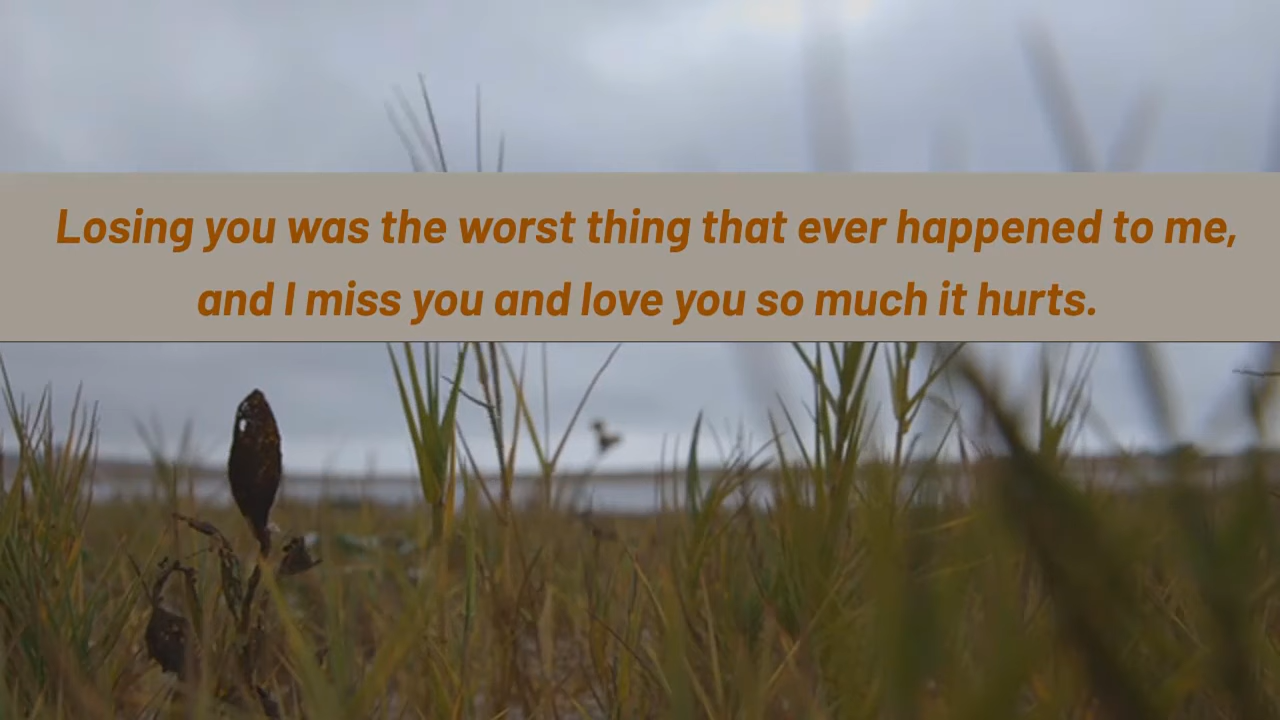 Losing you was the worst thing that ever happened to me,
and I miss you and love you so much it hurts.